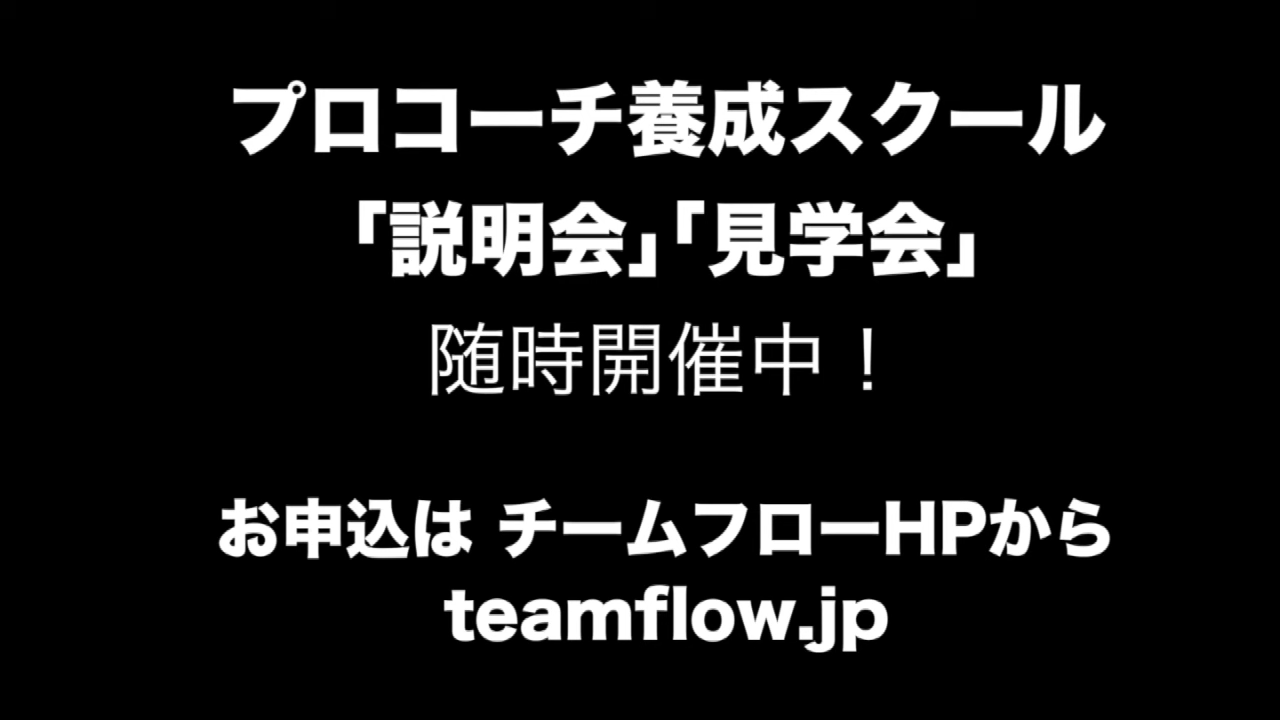 プロコーチ養成スクール
「説明会」「見学会」
随時開催中！
お申込は チームフローHPから
teamflow.jp